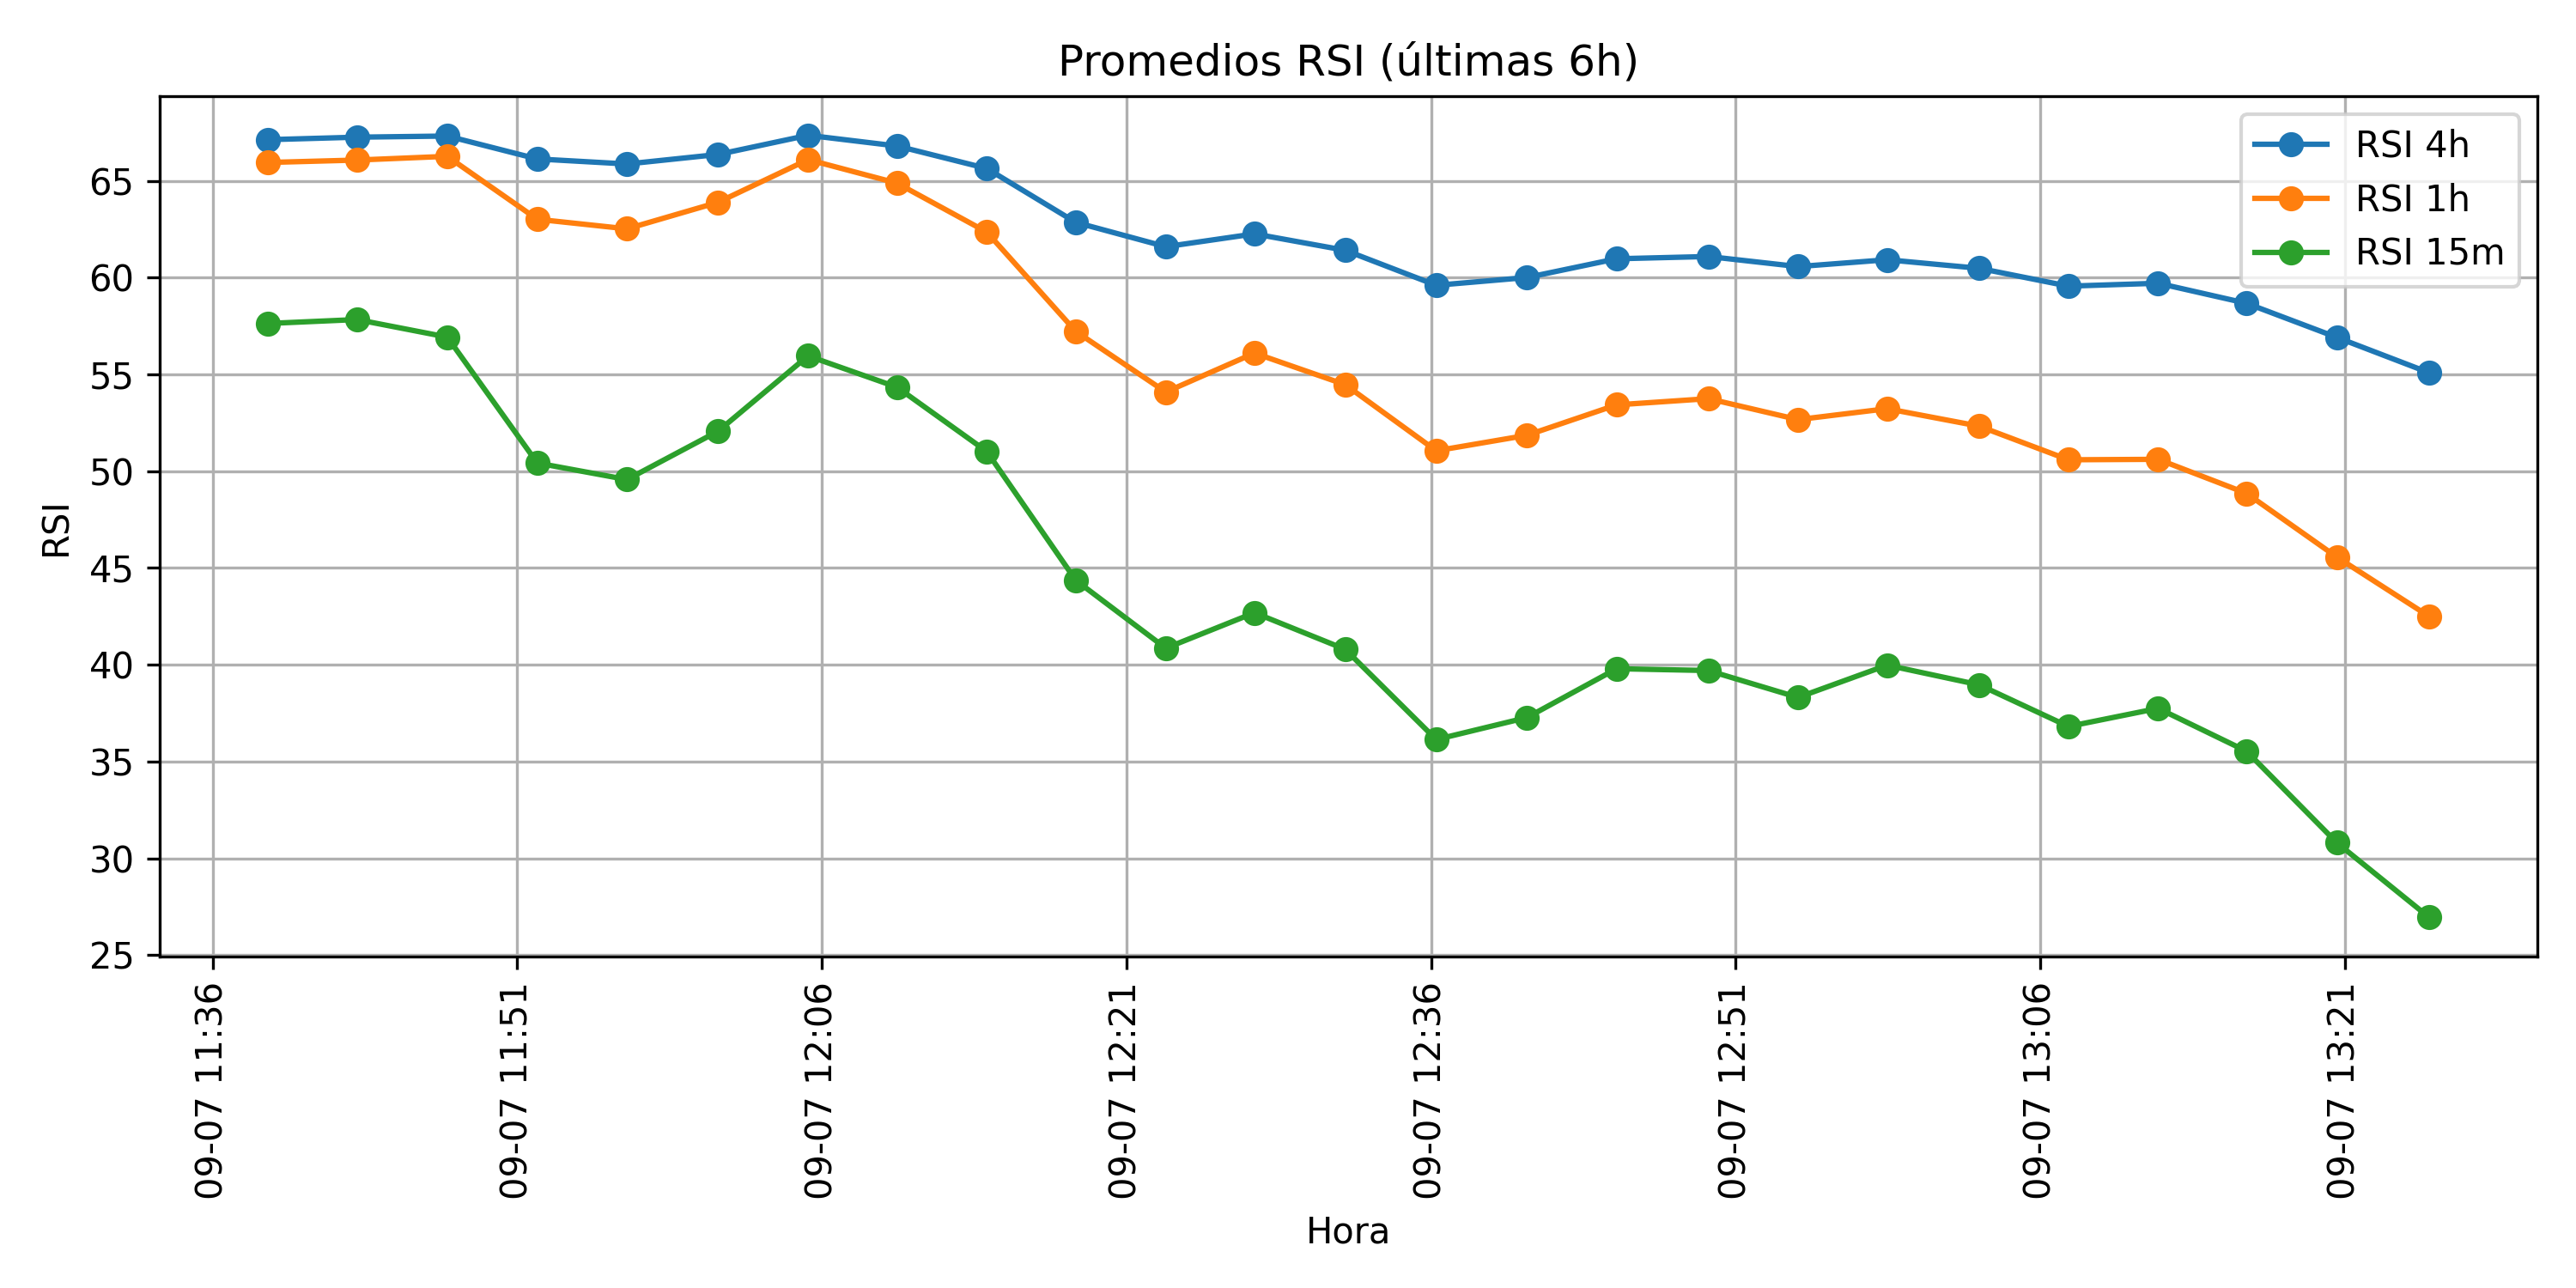 Promedios RSI (últimas 6h)
RSI 4h
RSI 1h
RSI 15m
RSI
65
60
55
50
45
40
35
30
25
09-07 11:36
09-07 11:51
09-07 12:06
09-07 12:21
09-07 12:36
09-07 12:51
09-07 13:06
09-07 13:21
Hora